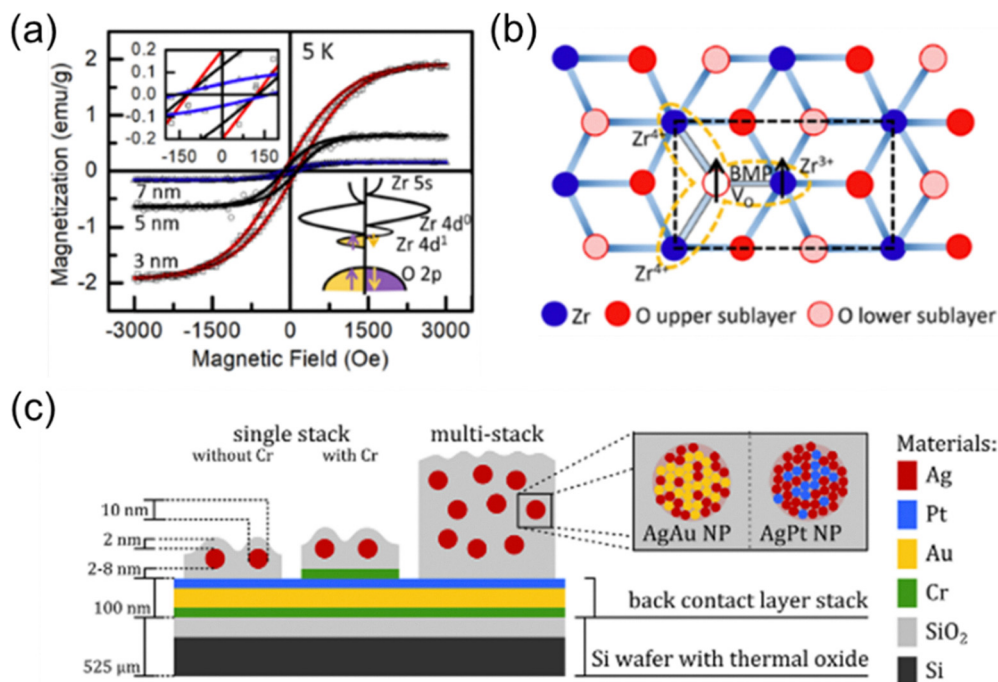 (a)
Magnetization (emu/g)
2
1
0
-1
-2
5 K
0.2
0.1
0.0
-0.1
-0.2
-150
0
150
7 nm
5 nm
3 nm
Zr 5s
Zr 4d⁰
Zr 4d¹
O 2p
-3000
-1500
0
1500
3000
Magnetic Field (Oe)
(b)
Zr⁴⁺
BMP
Vo
Zr³⁺
Zr⁴⁺
Zr
O upper sublayer
O lower sublayer
(c)
single stack
without Cr
with Cr
multi-stack
10 nm
2 nm
2-8 nm
100 nm
525 μm
AgAu NP
AgPt NP
back contact layer stack
Si wafer with thermal oxide
Materials:
Ag
Pt
Au
Cr
SiO₂
Si